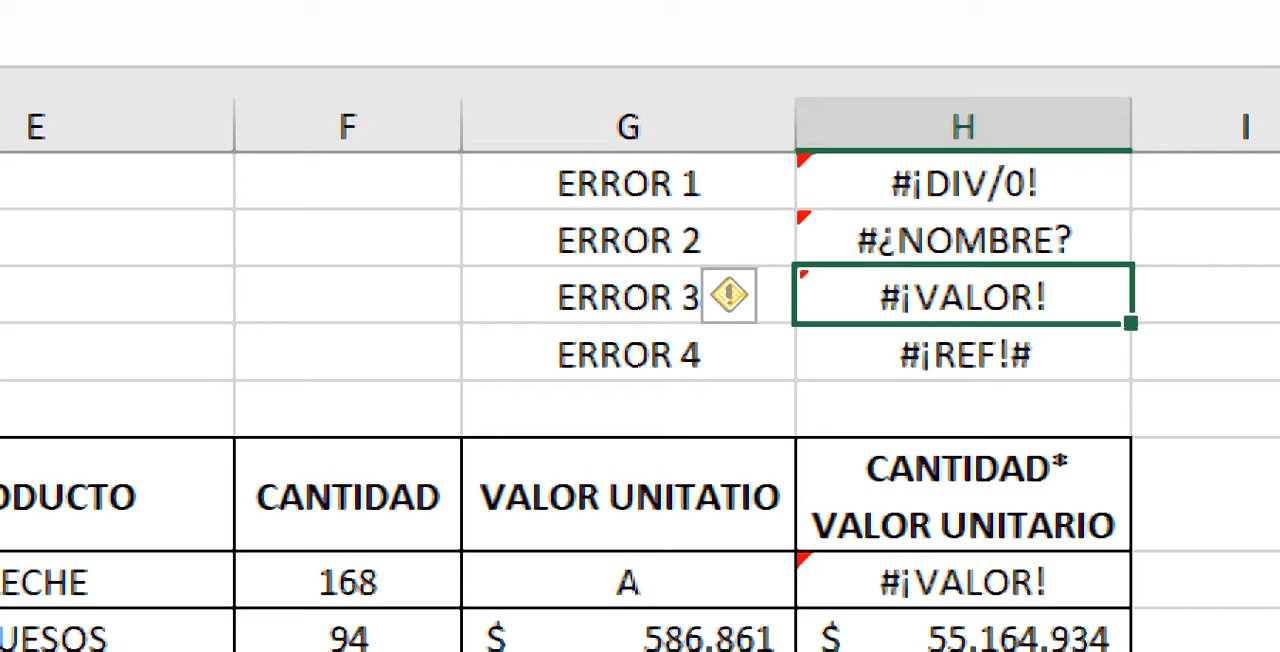 E F G H I
ERROR 1 #¡DIV/0!
ERROR 2 #¿NOMBRE?
ERROR 3 #¡VALOR!
ERROR 4 #¡REF!#
ODUCTO CANTIDAD VALOR UNITATIO CANTIDAD*
VALOR UNITARIO
ECHE 168 A #¡VALOR!
UESOS 94 $ 586.861 $ 55.164.934